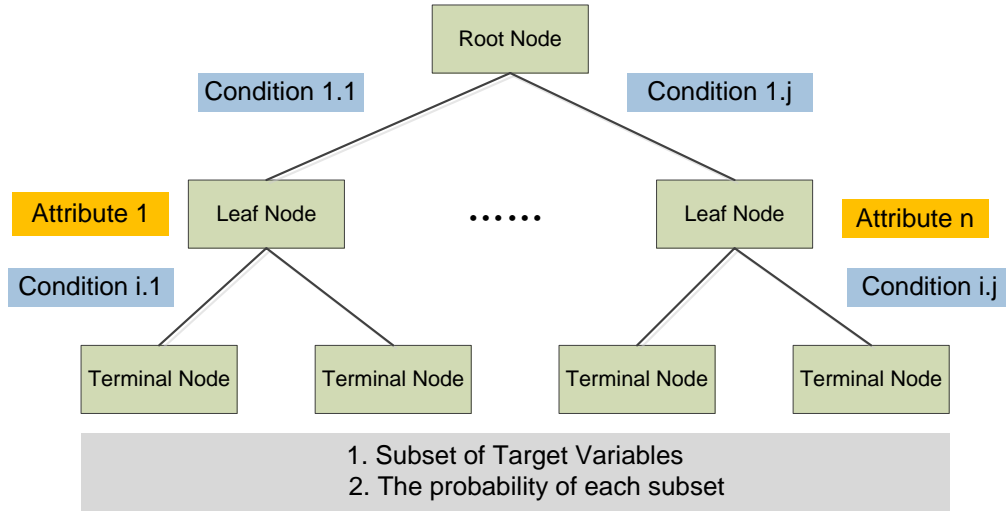 Root Node
Condition 1.1
Condition 1.j
Attribute 1
Leaf Node
......
Leaf Node
Attribute n
Condition i.1
Condition i.j
Terminal Node
Terminal Node
Terminal Node
Terminal Node
1. Subset of Target Variables
2. The probability of each subset